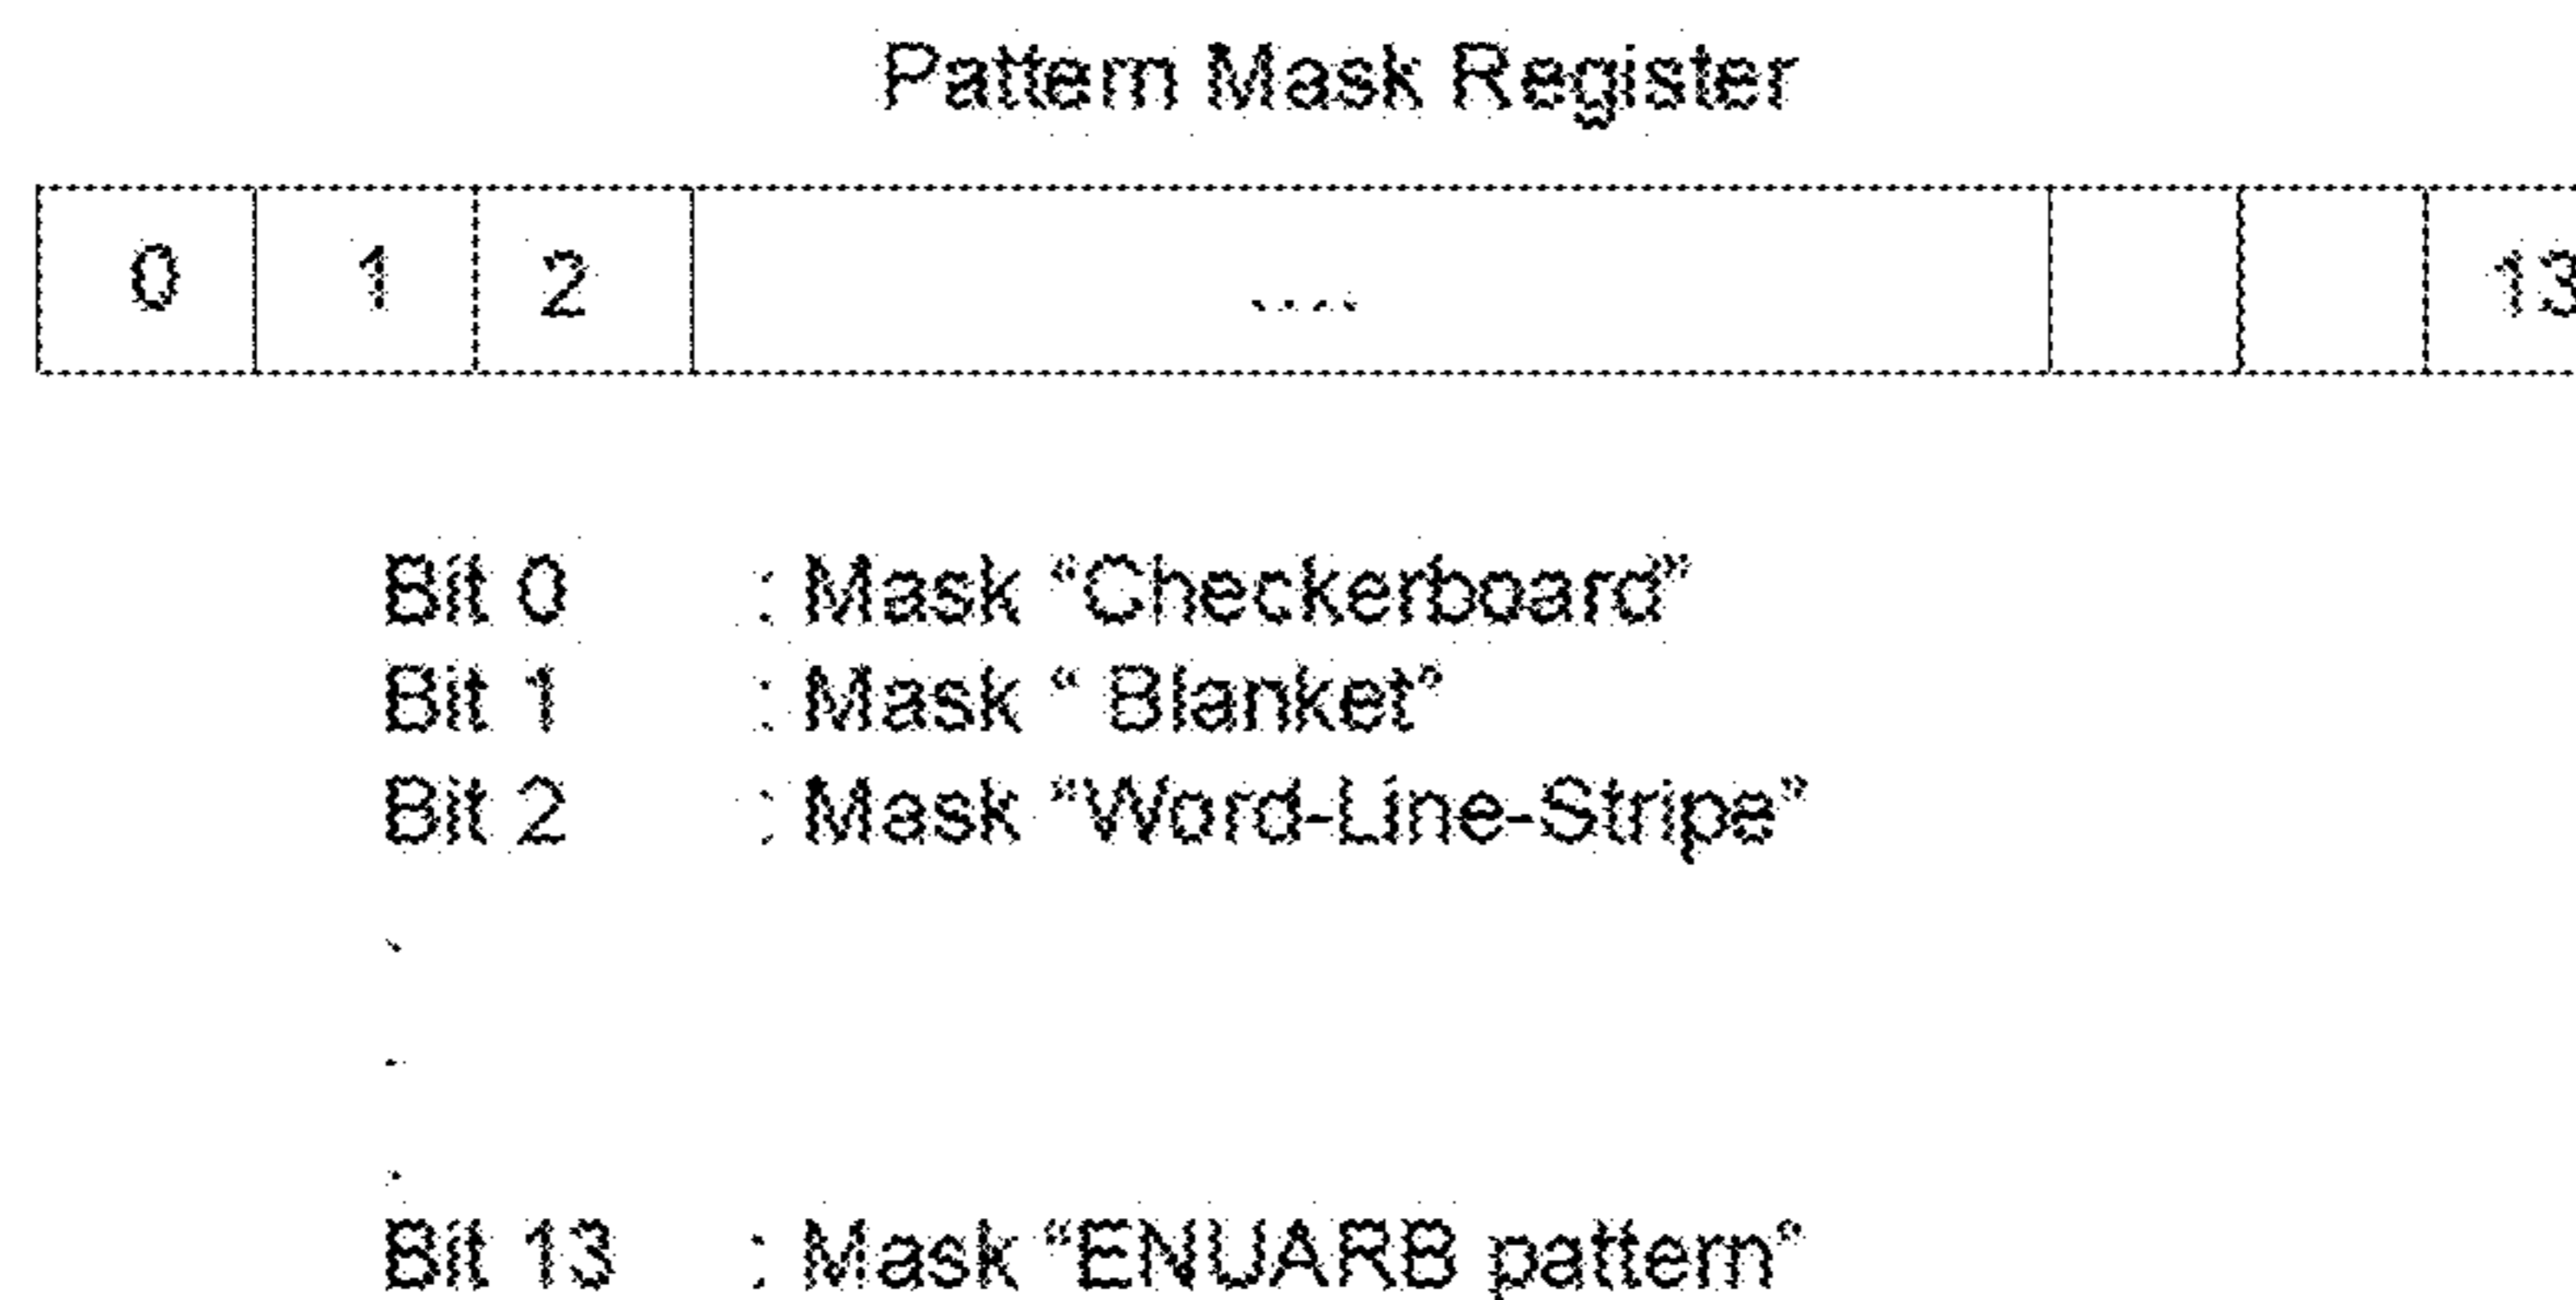 Pattern Mask Register
0 1 2 .... 13
Bit 0 : Mask “Checkerboard”
Bit 1 : Mask “ Blanket”
Bit 2 : Mask “Word-Line-Stripe”
.
.
.
Bit 13 : Mask “ENUARB pattern“